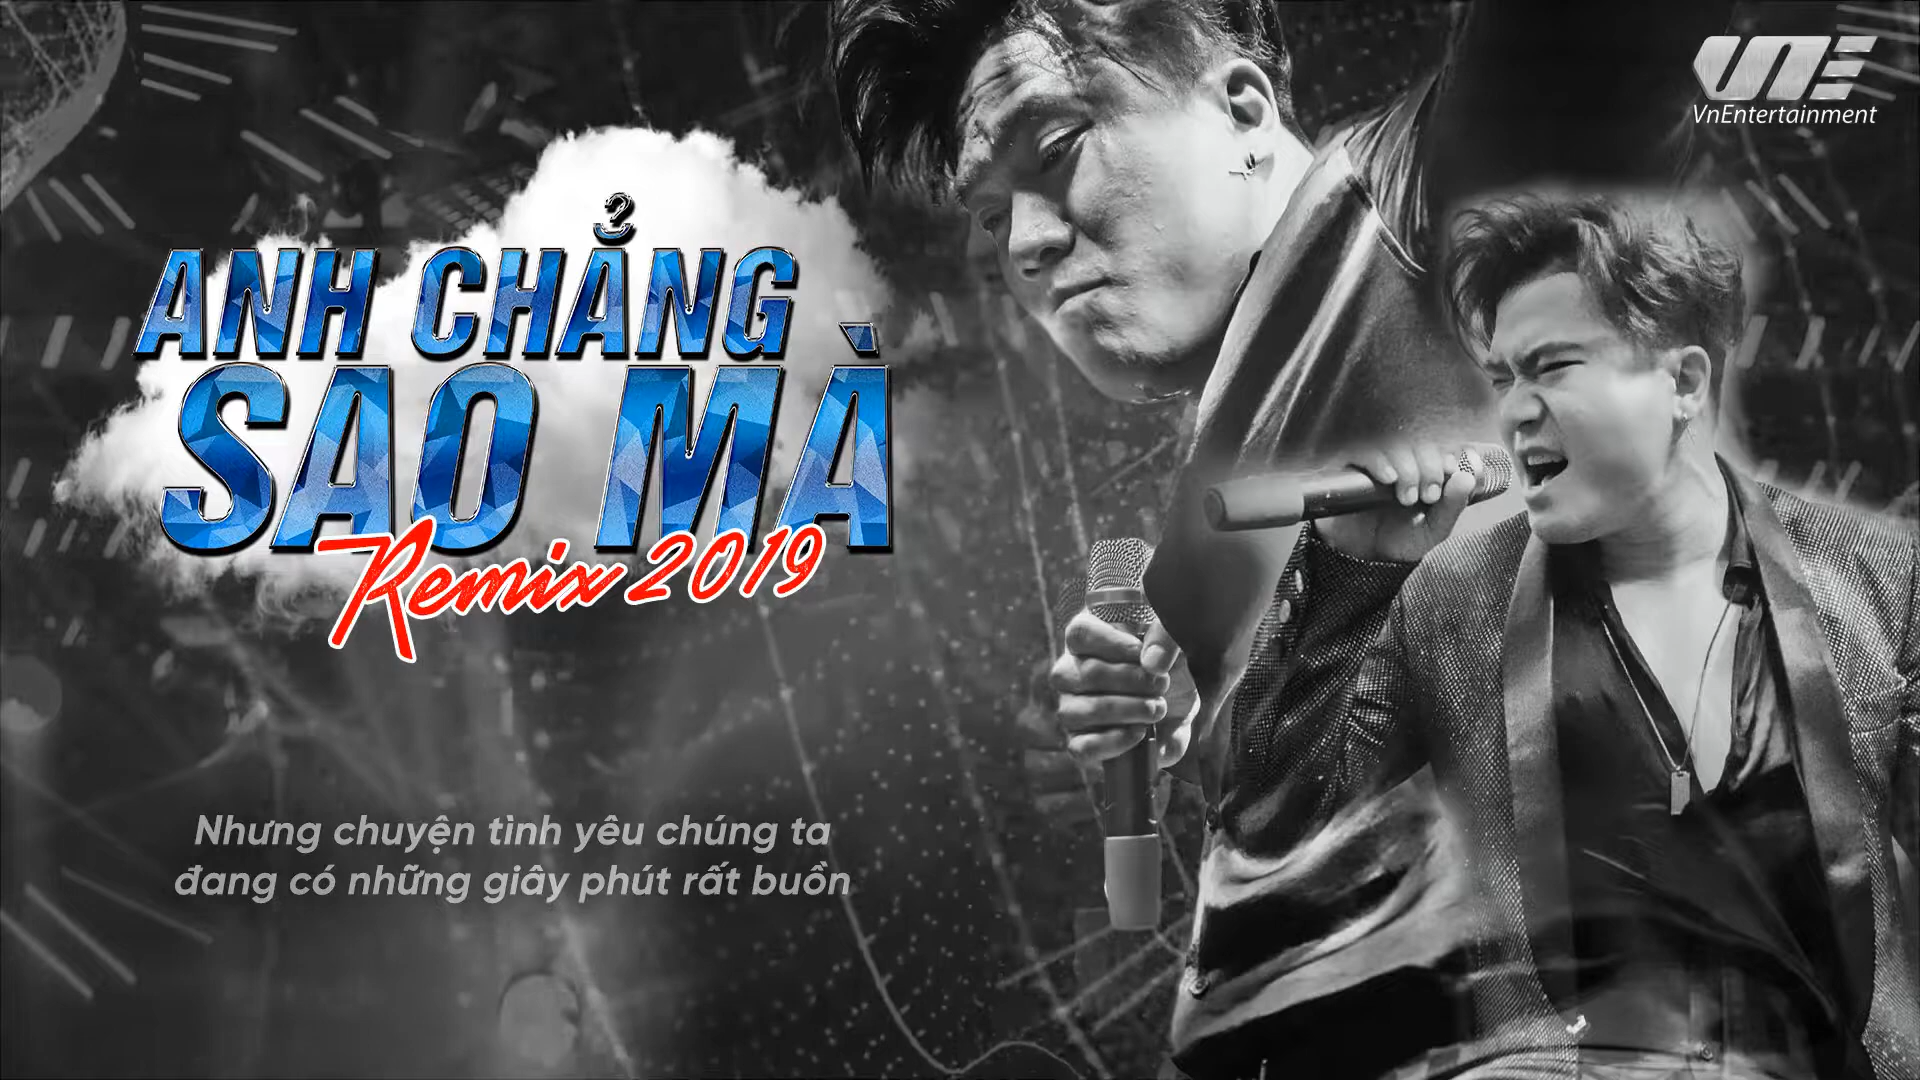 VNE
VnEntertainment
ANH CHẲNG
SAO MÀ
Remix 2019
Nhưng chuyện tình yêu chúng ta
đang có những giây phút rất buồn